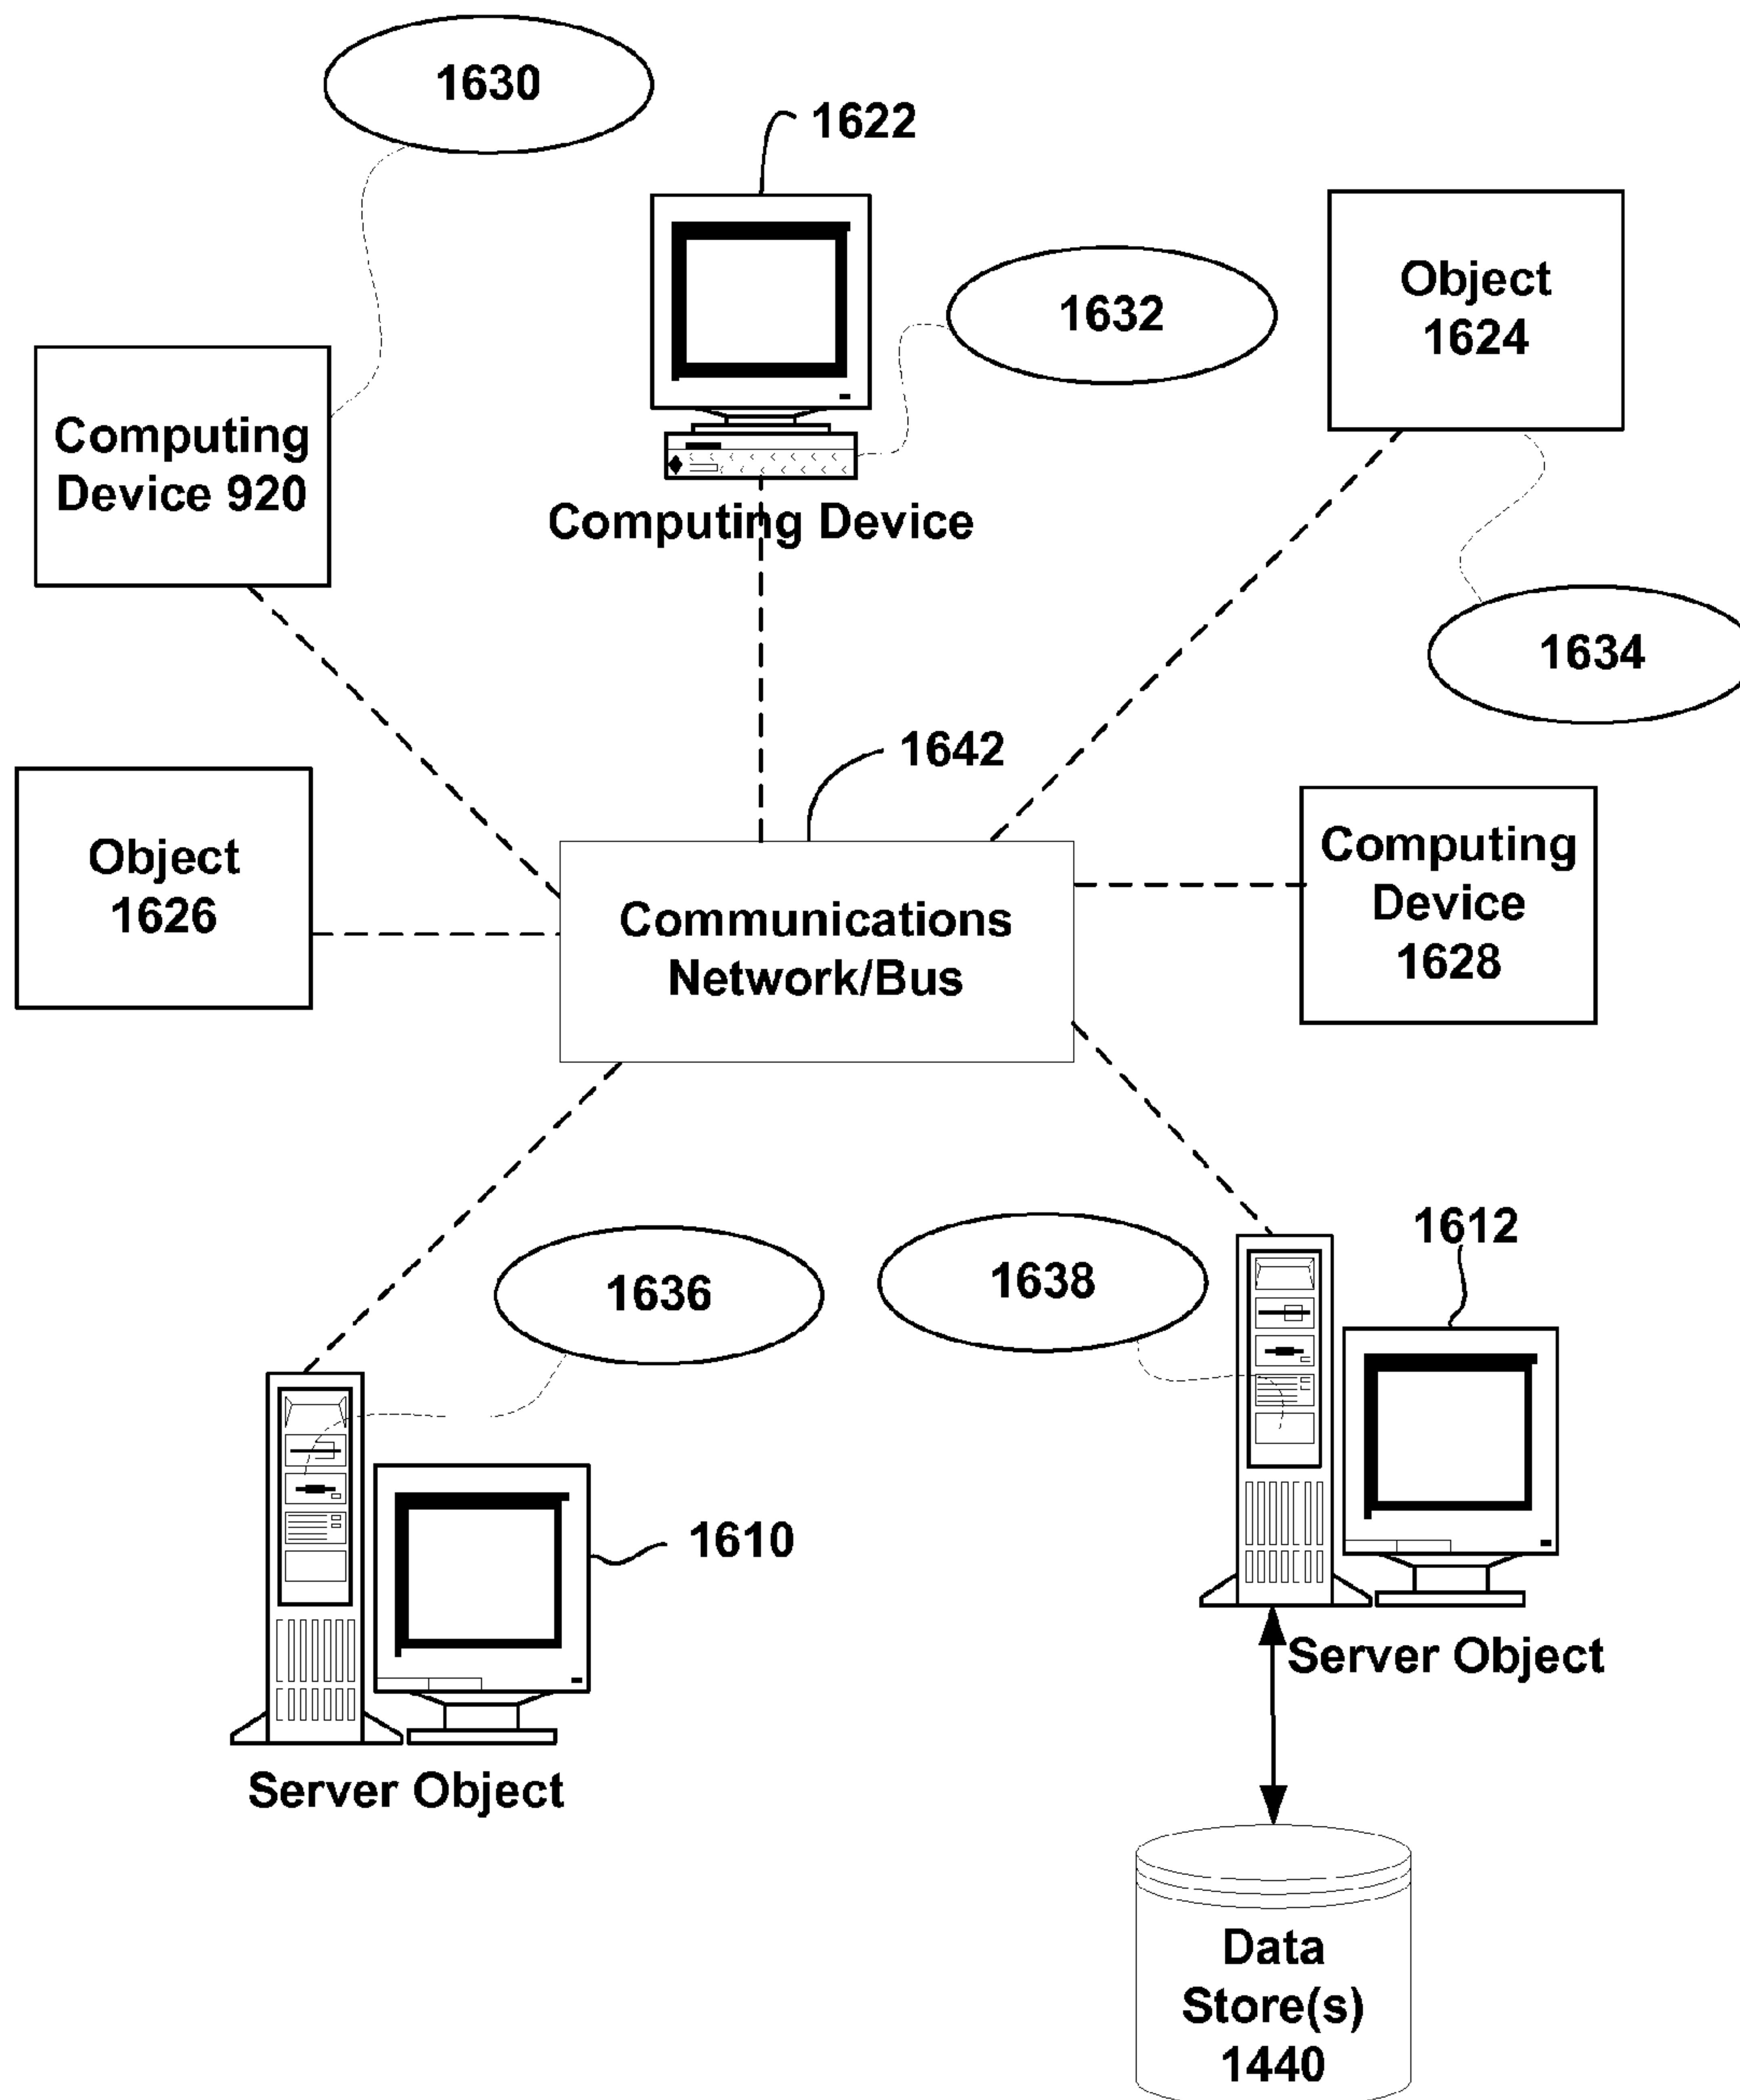 1630
1622
1632
Object
1624
Computing
Device 920
Computing Device
1634
1642
Object
1626
Communications
Network/Bus
Computing
Device
1628
1636
1638
1612
1610
Server Object
Server Object
Data
Store(s)
1440